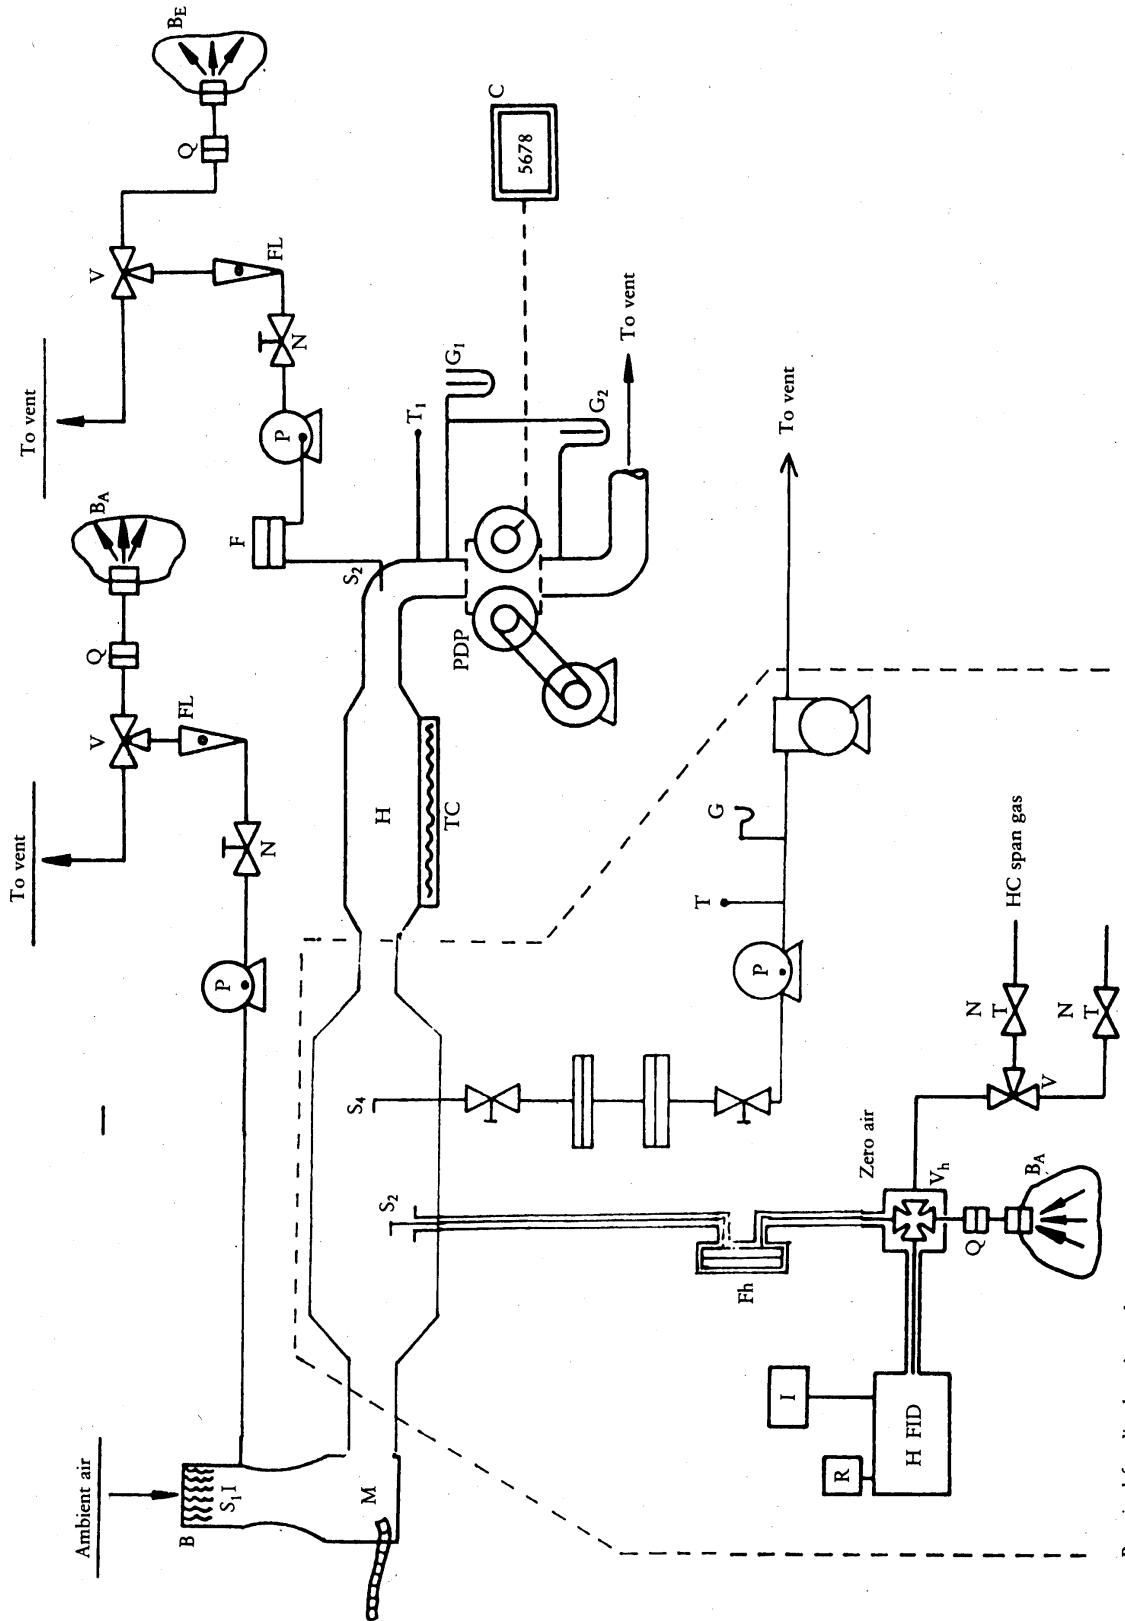 Ambient air
B
S1I
M
To vent
V
Q
BA
FL
N
P
To vent
V
Q
BE
FL
N
P
F
S2
T1
G1
G2
C
5678
PDP
To vent
H
TC
S4
S2
P
T
G
To vent
Fh
Zero air
Vh
V
N
T
HC span gas
N
T
Q
BA
H FID
I
R